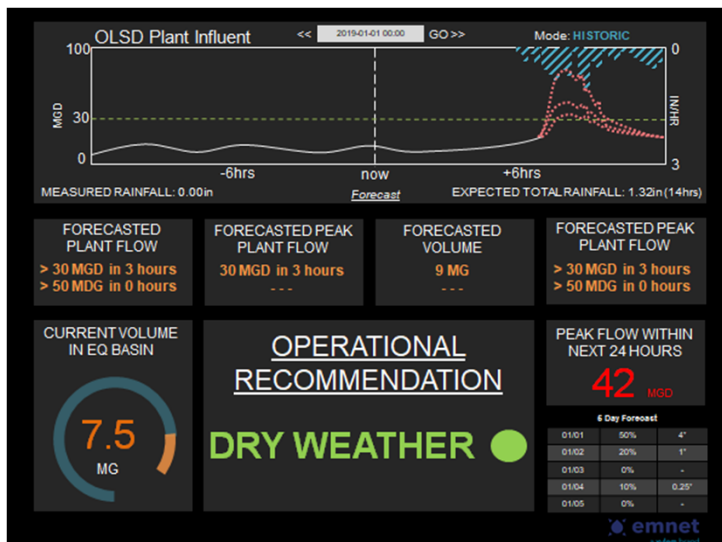 OLSD Plant Influent
<< 2019-01-01 00:00 GO >>
Mode: HISTORIC
100
0
MGD
30
IN/HR
0
3
-6hrs
now
+6hrs
MEASURED RAINFALL: 0.00in
Forecast
EXPECTED TOTAL RAINFALL: 1.32in (14hrs)
FORECASTED
PLANT FLOW
> 30 MGD in 3 hours
> 50 MDG in 0 hours
FORECASTED PEAK
PLANT FLOW
30 MGD in 3 hours
- - -
FORECASTED
VOLUME
9 MG
- - -
FORECASTED PEAK
PLANT FLOW
> 30 MGD in 3 hours
> 50 MDG in 0 hours
CURRENT VOLUME
IN EQ BASIN
7.5
MG
OPERATIONAL
RECOMMENDATION
DRY WEATHER
PEAK FLOW WITHIN
NEXT 24 HOURS
42 MGD
6 Day Forecast
01/01 50% 4"
01/02 20% 1"
01/03 0% -
01/04 10% 0.25"
01/05 0% -
emnet